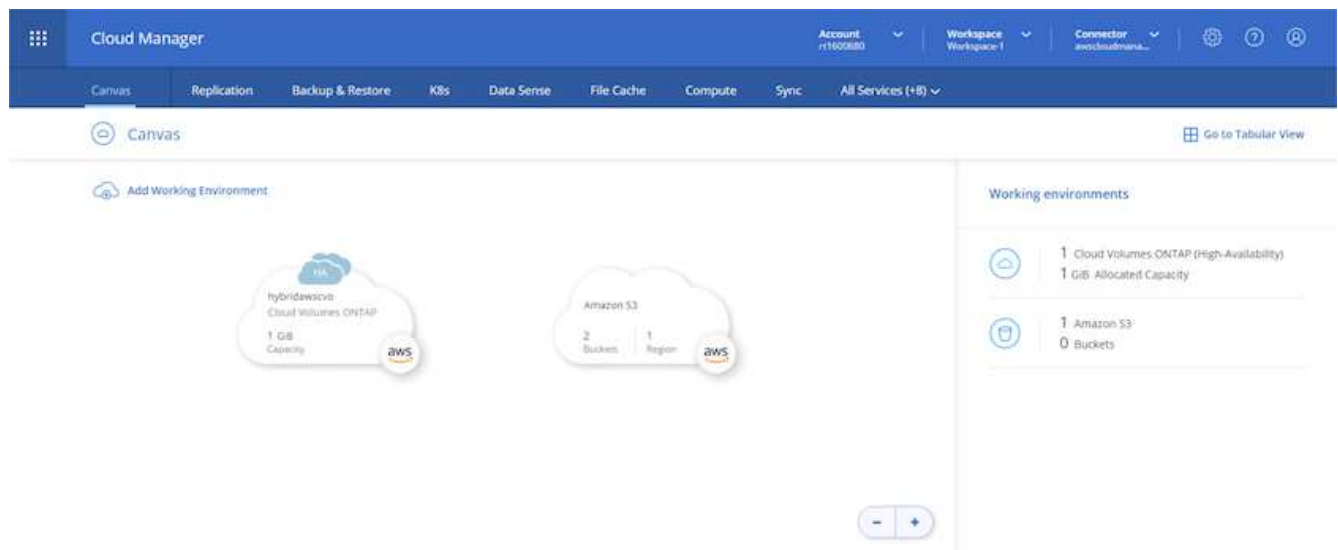 Cloud Manager
Account
rt1600680
Workspace
Workspace-1
Connector
awscloudmana...
Canvas
Replication
Backup & Restore
K8s
Data Sense
File Cache
Compute
Sync
All Services (+8)
Canvas
Go to Tabular View
Add Working Environment
HA
hybridawscvo
Cloud Volumes ONTAP
1 GiB
Capacity
aws
Amazon S3
2
Buckets
1
Region
aws
Working environments
1 Cloud Volumes ONTAP (High-Availability)
1 GiB Allocated Capacity
1 Amazon S3
0 Buckets